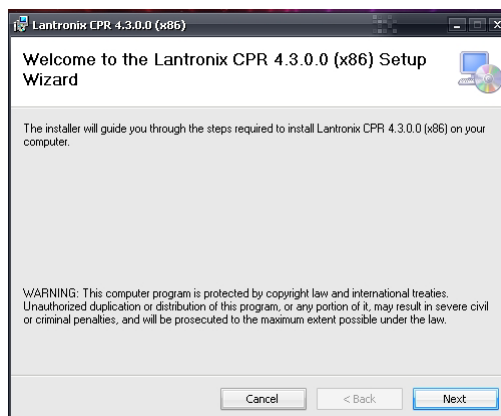 Lantronix CPR 4.3.0.0 (x86)
Welcome to the Lantronix CPR 4.3.0.0 (x86) Setup
Wizard
The installer will guide you through the steps required to install Lantronix CPR 4.3.0.0 (x86) on your
computer.
WARNING: This computer program is protected by copyright law and international treaties.
Unauthorized duplication or distribution of this program, or any portion of it, may result in severe civil
or criminal penalties, and will be prosecuted to the maximum extent possible under the law.
Cancel < Back Next